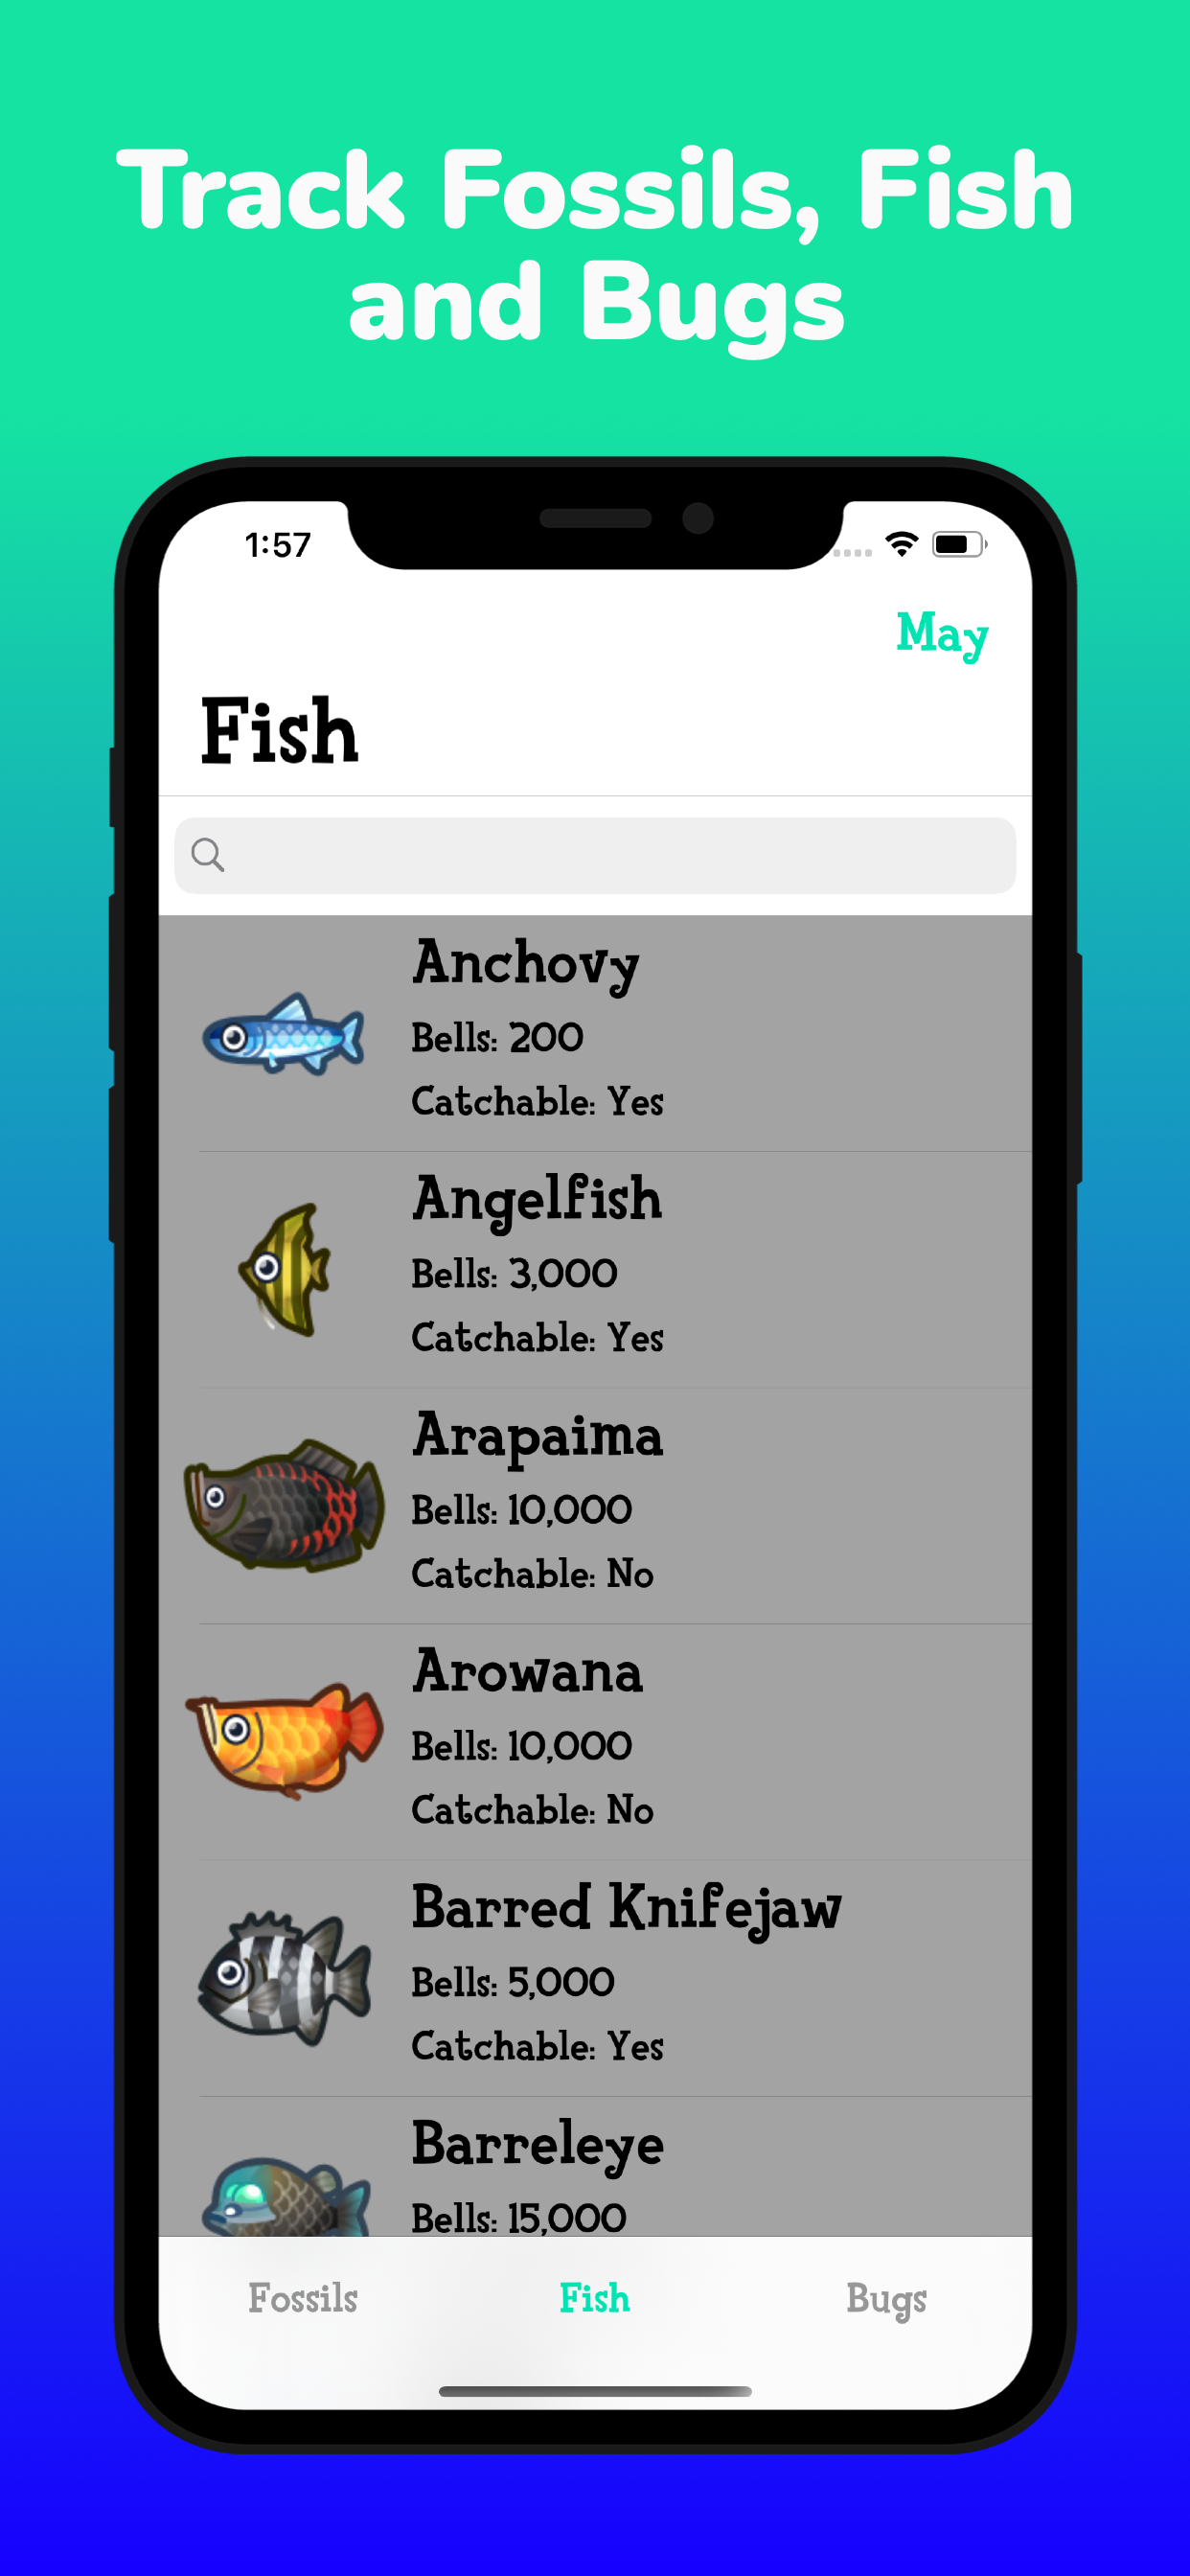 Track Fossils, Fish
and Bugs
1:57
May
Fish
Anchovy
Bells: 200
Catchable: Yes
Angelfish
Bells: 3,000
Catchable: Yes
Arapaima
Bells: 10,000
Catchable: No
Arowana
Bells: 10,000
Catchable: No
Barred Knifejaw
Bells: 5,000
Catchable: Yes
Barreleye
Bells: 15,000
Fossils Fish Bugs